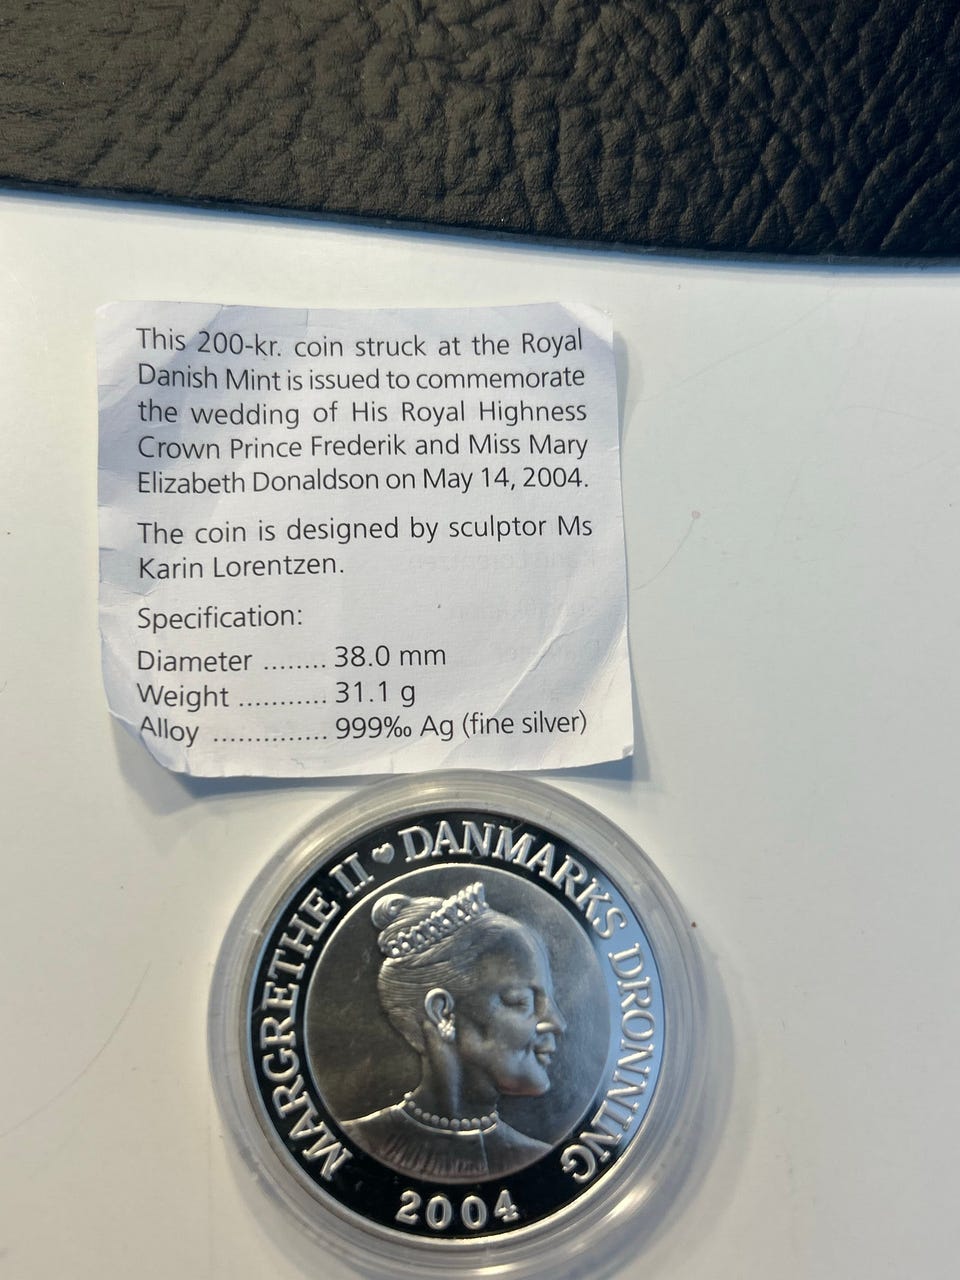 This 200-kr. coin struck at the Royal
Danish Mint is issued to commemorate
the wedding of His Royal Highness
Crown Prince Frederik and Miss Mary
Elizabeth Donaldson on May 14, 2004.
The coin is designed by sculptor Ms
Karin Lorentzen.
Specification:
Diameter ........ 38.0 mm
Weight ........... 31.1 g
Alloy .............. 999‰ Ag (fine silver)
MARGRETHE II ♥ DANMARKS DRONNING
2004